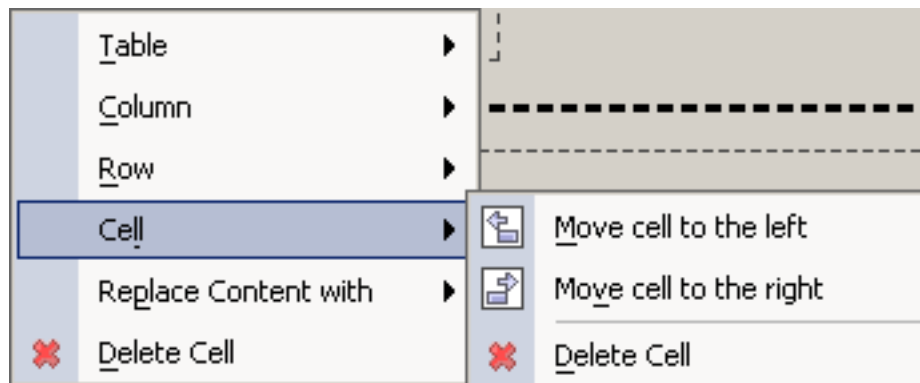 Table
Column
Row
Cell
Replace Content with
Delete Cell
Move cell to the left
Move cell to the right
Delete Cell